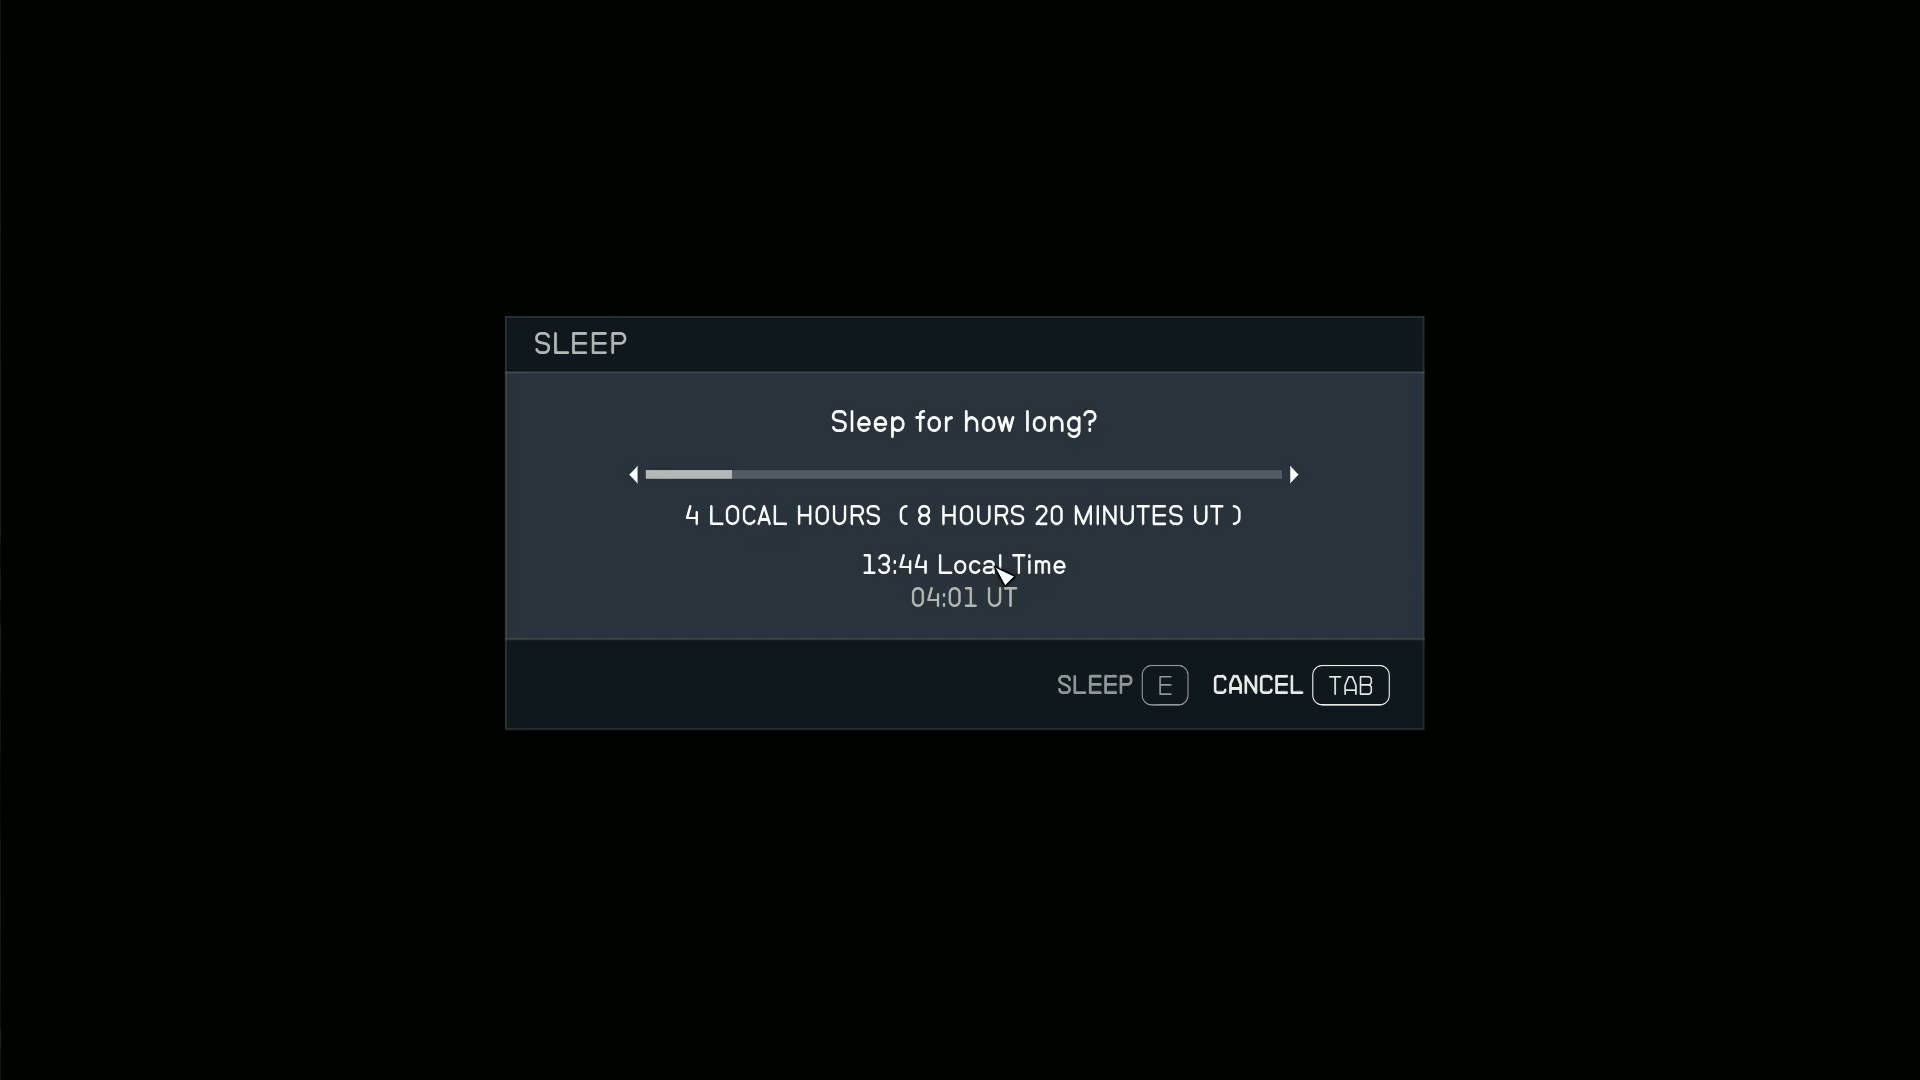 SLEEP
Sleep for how long?
4 LOCAL HOURS ( 8 HOURS 20 MINUTES UT )
13:44 Local Time
04:01 UT
SLEEP E CANCEL TAB